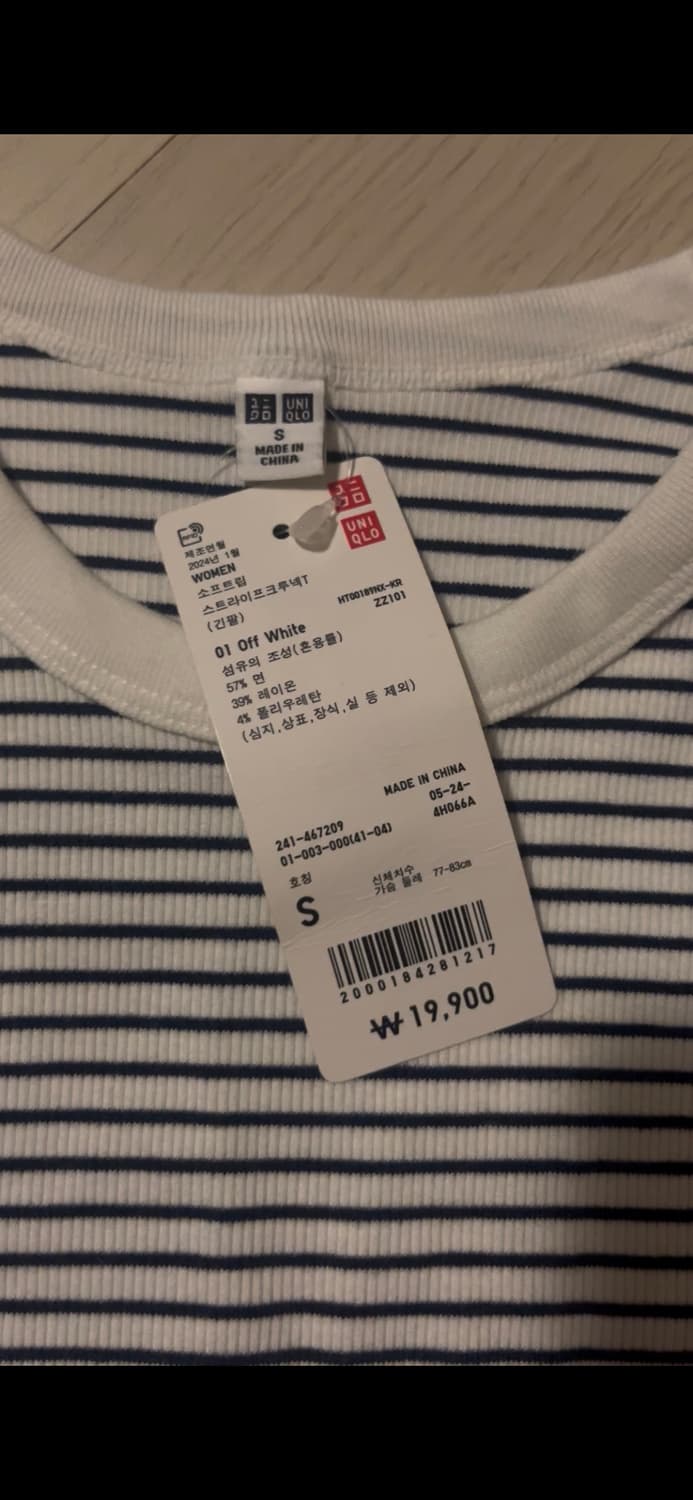 UNI
QLO
S
MADE IN
CHINA
UNI
QLO
RFID
제조연월
2024년 1월
WOMEN
소프트립
스트라이프크루넥T
(긴팔)
HT00189NX-KR
ZZ101
01 Off White
섬유의 조성(혼용률)
57% 면
39% 레이온
4% 폴리우레탄
(심지,상표,장식,실 등 제외)
MADE IN CHINA
05-24-
4H066A
241-467209
01-003-000(41-04)
호칭
S
신체치수
가슴 둘레 77-83cm
2000184281217
₩19,900